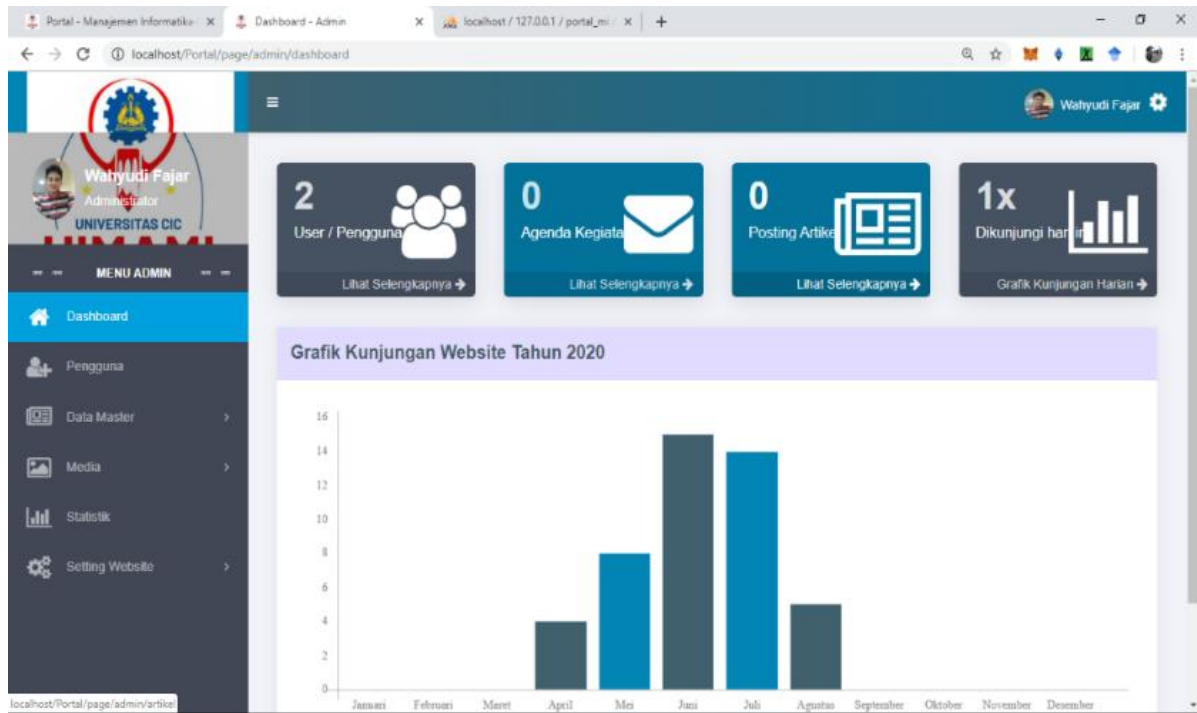 Portal - Manajemen Informatika
Dashboard - Admin
localhost / 127.0.0.1 / portal_mi /
localhost/Portal/page/admin/dashboard
Wahyudi Fajar
Wahyudi Fajar
Administrator
UNIVERSITAS CIC
HIMAMI
MENU ADMIN
Dashboard
Pengguna
Data Master
Media
Statistik
Setting Website
2
User / Pengguna
Lihat Selengkapnya
0
Agenda Kegiata
Lihat Selengkapnya
0
Posting Artike
Lihat Selengkapnya
1x
Dikunjungi hari ini
Grafik Kunjungan Harian
Grafik Kunjungan Website Tahun 2020
16
14
12
10
8
6
4
2
0
Januari Februari Maret April Mei Juni Juli Agustus September Oktober November Desember
localhost/Portal/page/admin/artikel